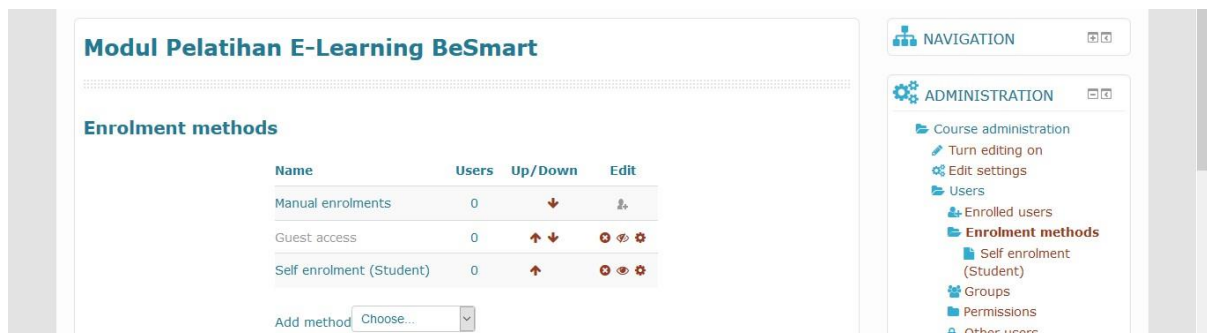 Modul Pelatihan E-Learning BeSmart
Enrolment methods
Name Users Up/Down Edit
Manual enrolments 0
Guest access 0
Self enrolment (Student) 0
Add method Choose...
NAVIGATION
ADMINISTRATION
Course administration
Turn editing on
Edit settings
Users
Enrolled users
Enrolment methods
Self enrolment
(Student)
Groups
Permissions
Other users